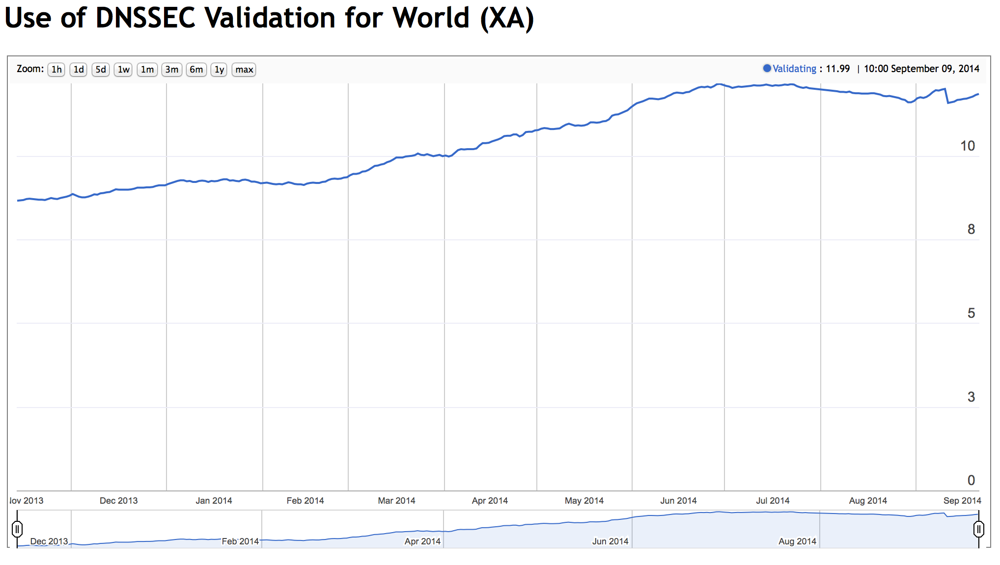 Use of DNSSEC Validation for World (XA)
Zoom: 1h 1d 5d 1w 1m 3m 6m 1y max
Validating : 11.99 | 10:00 September 09, 2014
10
8
5
3
0
ov 2013 Dec 2013 Jan 2014 Feb 2014 Mar 2014 Apr 2014 May 2014 Jun 2014 Jul 2014 Aug 2014 Sep 2014
Dec 2013 Feb 2014 Apr 2014 Jun 2014 Aug 2014